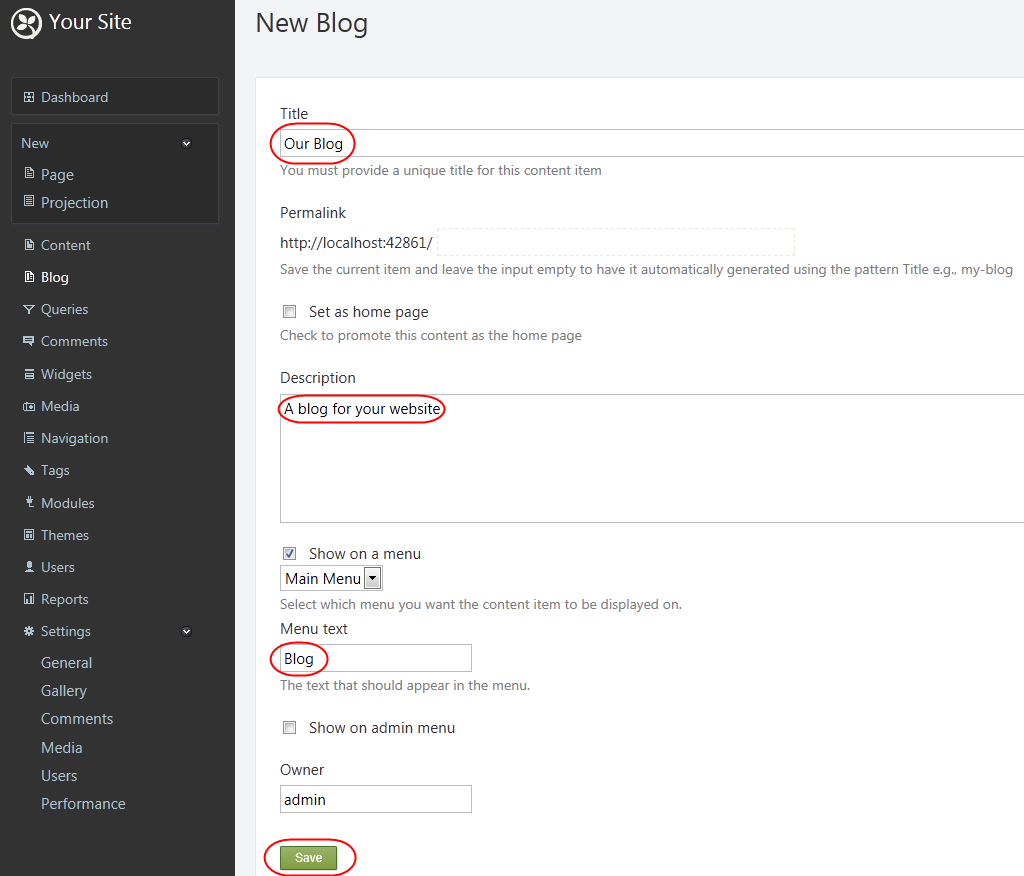 Your Site
Dashboard
New
Page
Projection
Content
Blog
Queries
Comments
Widgets
Media
Navigation
Tags
Modules
Themes
Users
Reports
Settings
General
Gallery
Comments
Media
Users
Performance
New Blog
Title
Our Blog
You must provide a unique title for this content item
Permalink
http://localhost:42861/
Save the current item and leave the input empty to have it automatically generated using the pattern Title e.g., my-blog
Set as home page
Check to promote this content as the home page
Description
A blog for your website
Show on a menu
Main Menu
Select which menu you want the content item to be displayed on.
Menu text
Blog
The text that should appear in the menu.
Show on admin menu
Owner
admin
Save